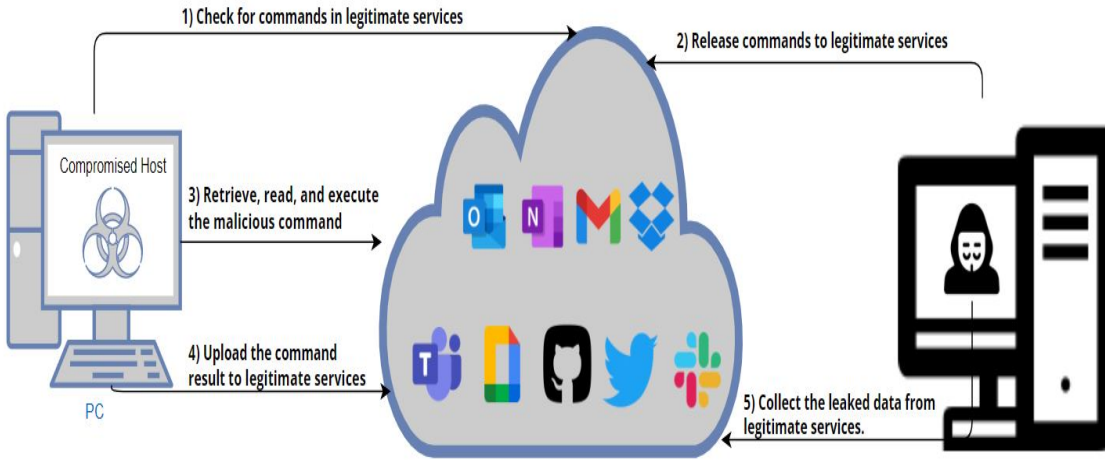 1) Check for commands in legitimate services
2) Release commands to legitimate services
Compromised Host
3) Retrieve, read, and execute
the malicious command
O
N
T
4) Upload the command
result to legitimate services
PC
5) Collect the leaked data from
legitimate services.